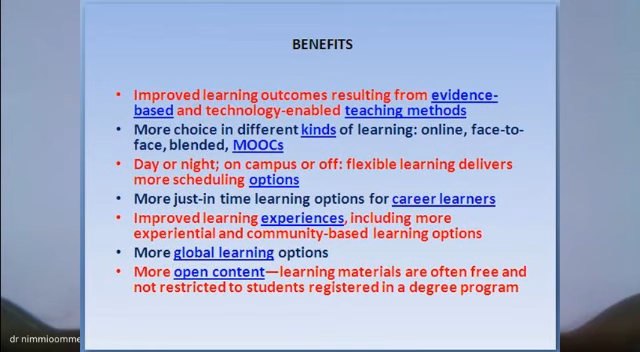 BENEFITS
• Improved learning outcomes resulting from evidence-
based and technology-enabled teaching methods
• More choice in different kinds of learning: online, face-to-
face, blended, MOOCs
• Day or night; on campus or off: flexible learning delivers
more scheduling options
• More just-in time learning options for career learners
• Improved learning experiences, including more
experiential and community-based learning options
• More global learning options
• More open content—learning materials are often free and
not restricted to students registered in a degree program
dr nimmioomme